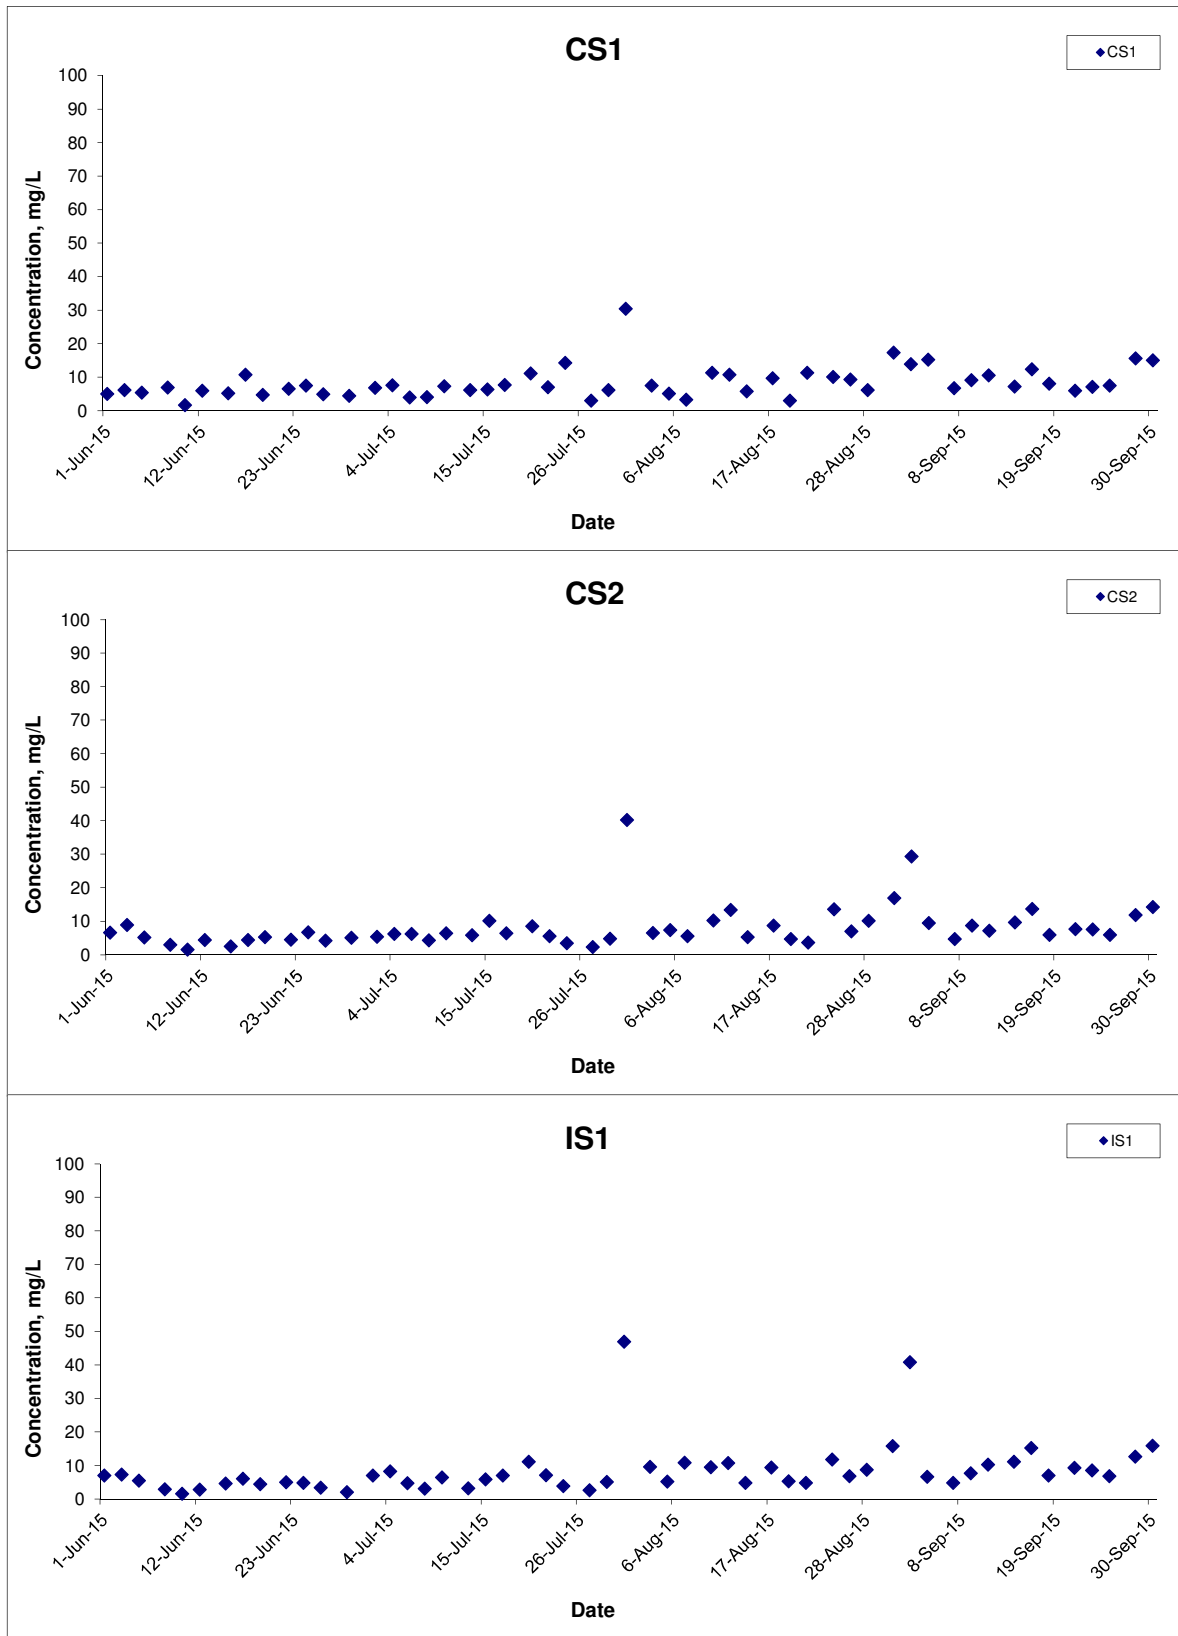 CS1
CS1
100
90
80
70
60
50
40
30
20
10
0
Concentration, mg/L
1-Jun-15
12-Jun-15
23-Jun-15
4-Jul-15
15-Jul-15
26-Jul-15
6-Aug-15
17-Aug-15
28-Aug-15
8-Sep-15
19-Sep-15
30-Sep-15
Date
CS2
CS2
100
90
80
70
60
50
40
30
20
10
0
Concentration, mg/L
1-Jun-15
12-Jun-15
23-Jun-15
4-Jul-15
15-Jul-15
26-Jul-15
6-Aug-15
17-Aug-15
28-Aug-15
8-Sep-15
19-Sep-15
30-Sep-15
Date
IS1
IS1
100
90
80
70
60
50
40
30
20
10
0
Concentration, mg/L
1-Jun-15
12-Jun-15
23-Jun-15
4-Jul-15
15-Jul-15
26-Jul-15
6-Aug-15
17-Aug-15
28-Aug-15
8-Sep-15
19-Sep-15
30-Sep-15
Date